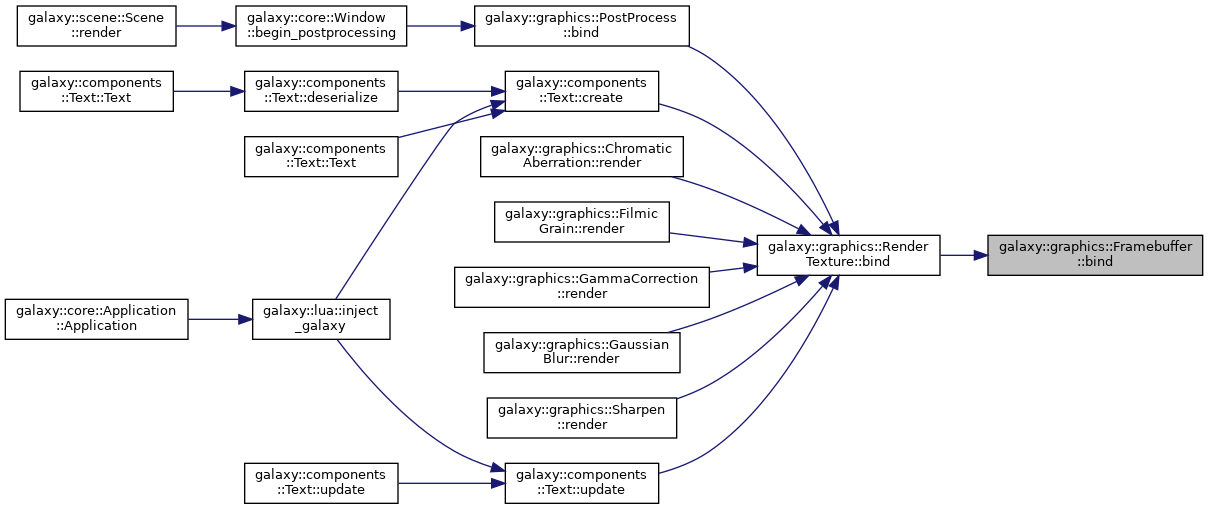 galaxy::scene::Scene
::render
galaxy::core::Window
::begin_postprocessing
galaxy::graphics::PostProcess
::bind
galaxy::components
::Text::Text
galaxy::components
::Text::deserialize
galaxy::components
::Text::create
galaxy::components
::Text::Text
galaxy::graphics::Chromatic
Aberration::render
galaxy::graphics::Filmic
Grain::render
galaxy::graphics::Render
Texture::bind
galaxy::graphics::Framebuffer
::bind
galaxy::graphics::GammaCorrection
::render
galaxy::core::Application
::Application
galaxy::lua::inject
_galaxy
galaxy::graphics::Gaussian
Blur::render
galaxy::graphics::Sharpen
::render
galaxy::components
::Text::update
galaxy::components
::Text::update